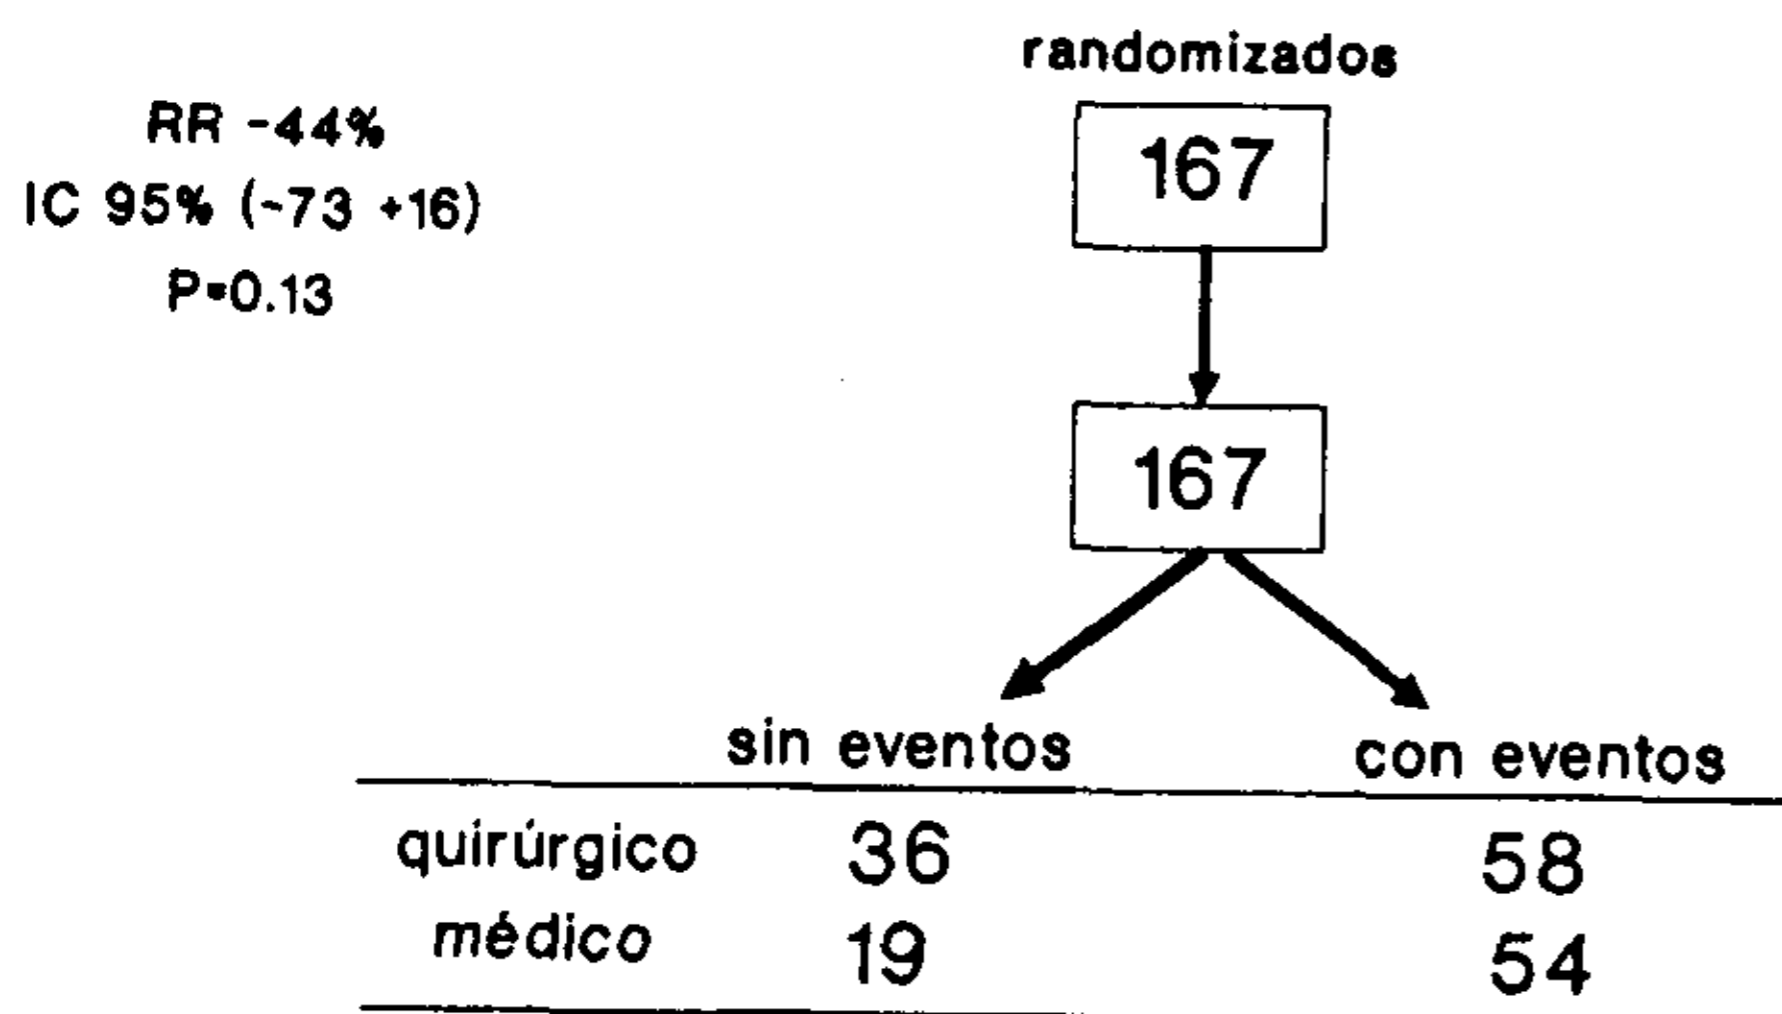 randomizados
RR -44%
IC 95% (-73 +16)
P=0.13
167
167
sin eventos con eventos
quirúrgico 36 58
médico 19 54